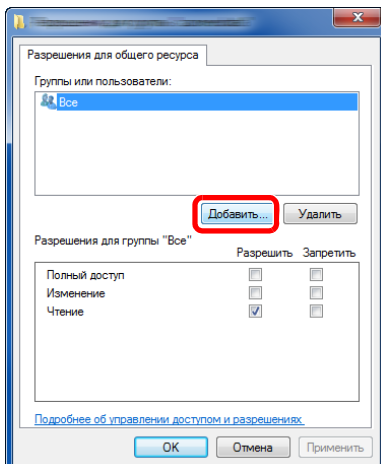 Разрешения для общего ресурса
Группы или пользователи:
Все
Добавить... Удалить
Разрешения для группы "Все"
Разрешить Запретить
Полный доступ
Изменение
Чтение
Подробнее об управлении доступом и разрешениях
OK Отмена Применить